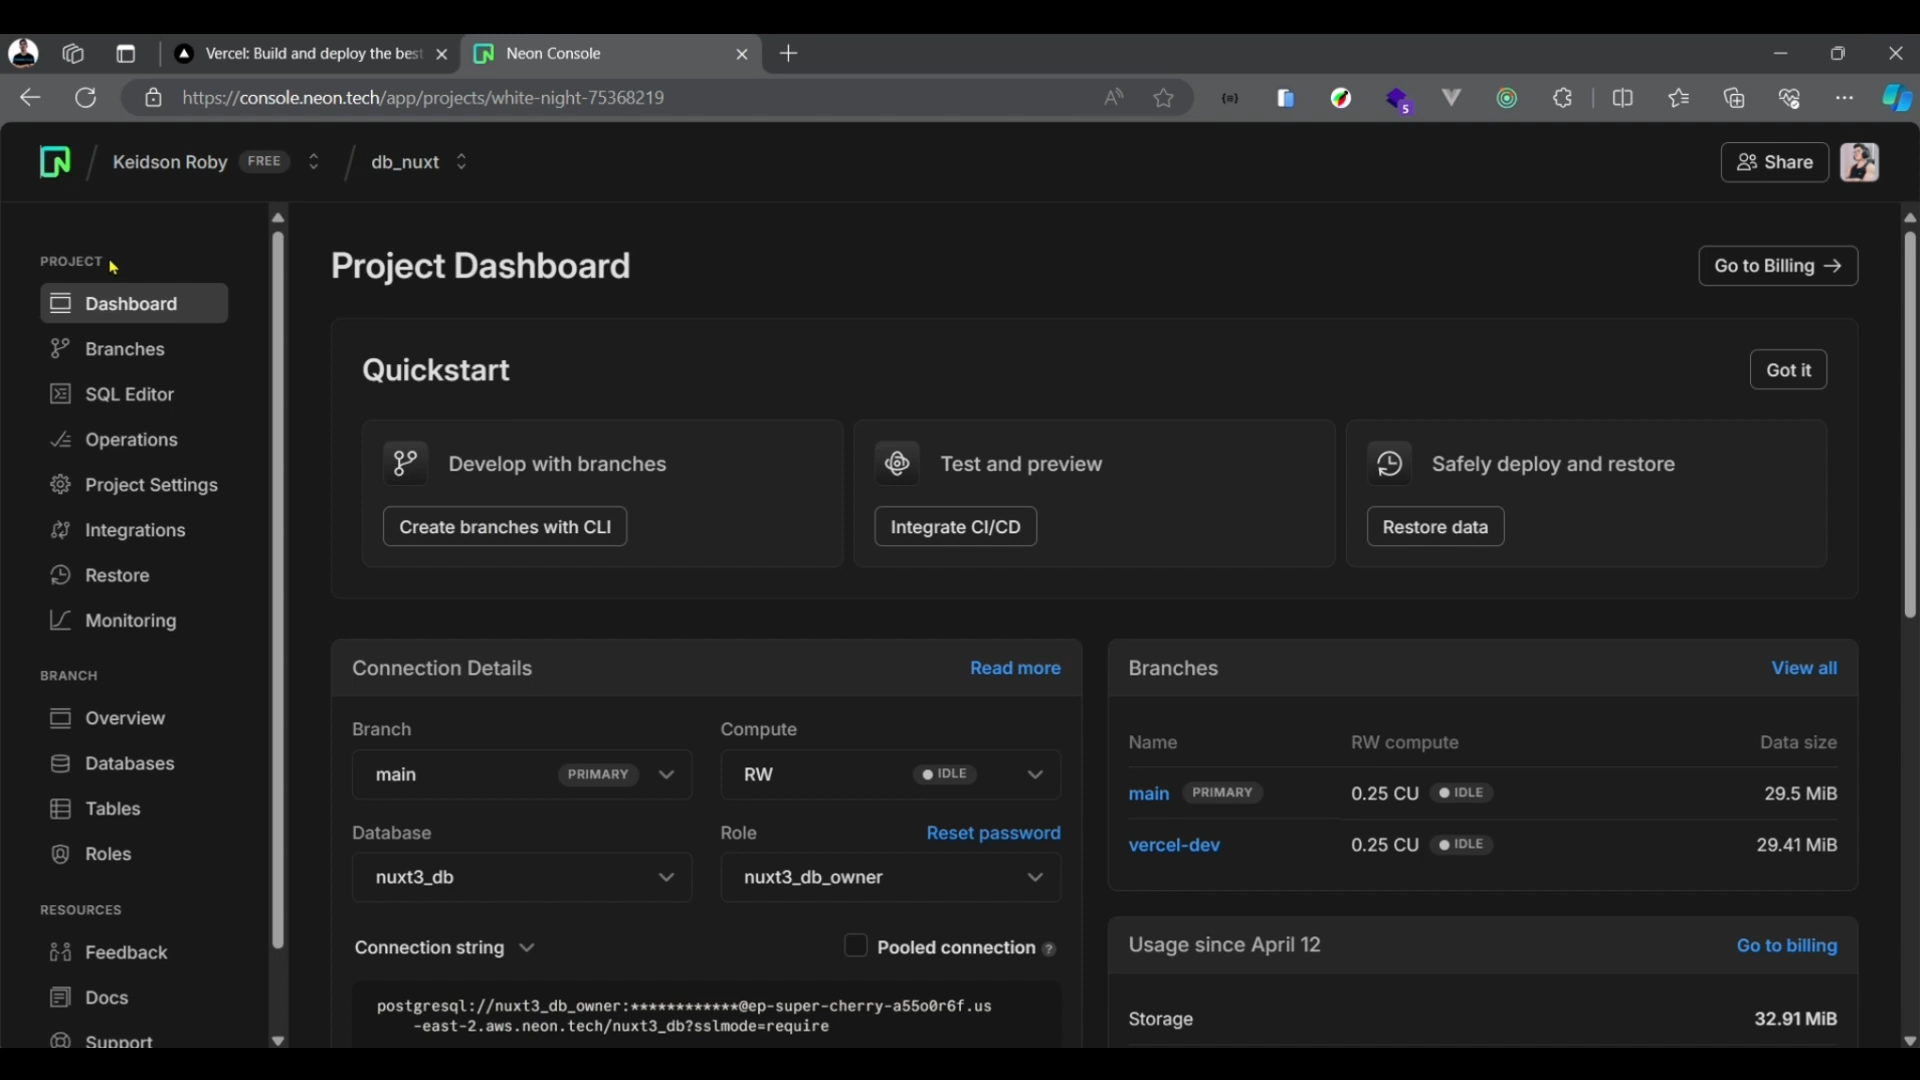 Vercel: Build and deploy the best
Neon Console
https://console.neon.tech/app/projects/white-night-75368219
5
Keidson Roby FREE
db_nuxt
Share
PROJECT
Dashboard
Branches
SQL Editor
Operations
Project Settings
Integrations
Restore
Monitoring
BRANCH
Overview
Databases
Tables
Roles
RESOURCES
Feedback
Docs
Support
Project Dashboard
Go to Billing →
Quickstart
Got it
Develop with branches
Create branches with CLI
Test and preview
Integrate CI/CD
Safely deploy and restore
Restore data
Connection Details
Read more
Branch
main PRIMARY
Compute
RW IDLE
Database
nuxt3_db
Role
Reset password
nuxt3_db_owner
Connection string
Pooled connection ?
postgresql://nuxt3_db_owner:************@ep-super-cherry-a55o0r6f.us
-east-2.aws.neon.tech/nuxt3_db?sslmode=require
Branches
View all
Name RW compute Data size
main PRIMARY 0.25 CU IDLE 29.5 MiB
vercel-dev 0.25 CU IDLE 29.41 MiB
Usage since April 12
Go to billing
Storage 32.91 MiB